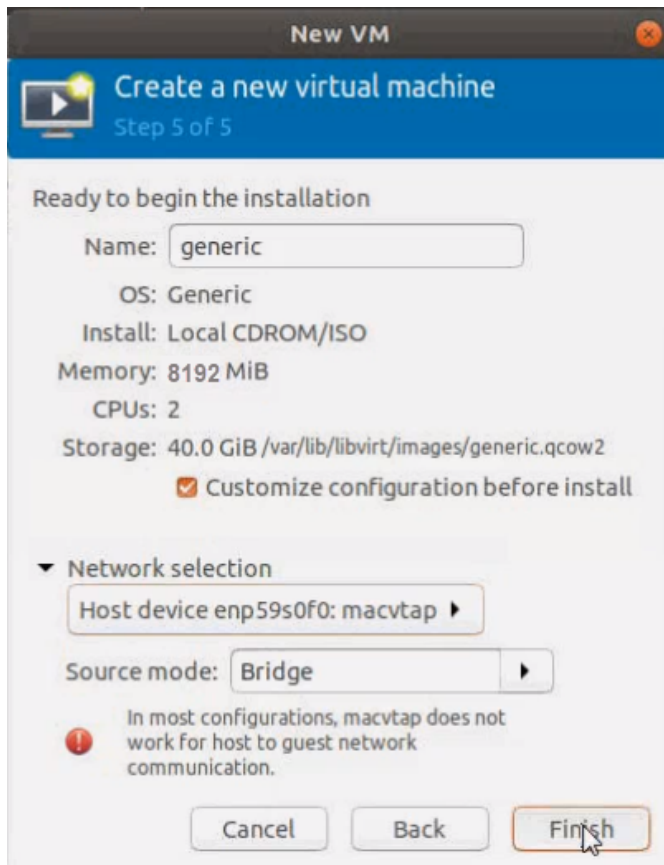 New VM
Create a new virtual machine
Step 5 of 5
Ready to begin the installation
Name: generic
OS: Generic
Install: Local CDROM/ISO
Memory: 8192 MiB
CPUs: 2
Storage: 40.0 GiB /var/lib/libvirt/images/generic.qcow2
Customize configuration before install
Network selection
Host device enp59s0f0: macvtap
Source mode: Bridge
In most configurations, macvtap does not
work for host to guest network
communication.
Cancel Back Finish